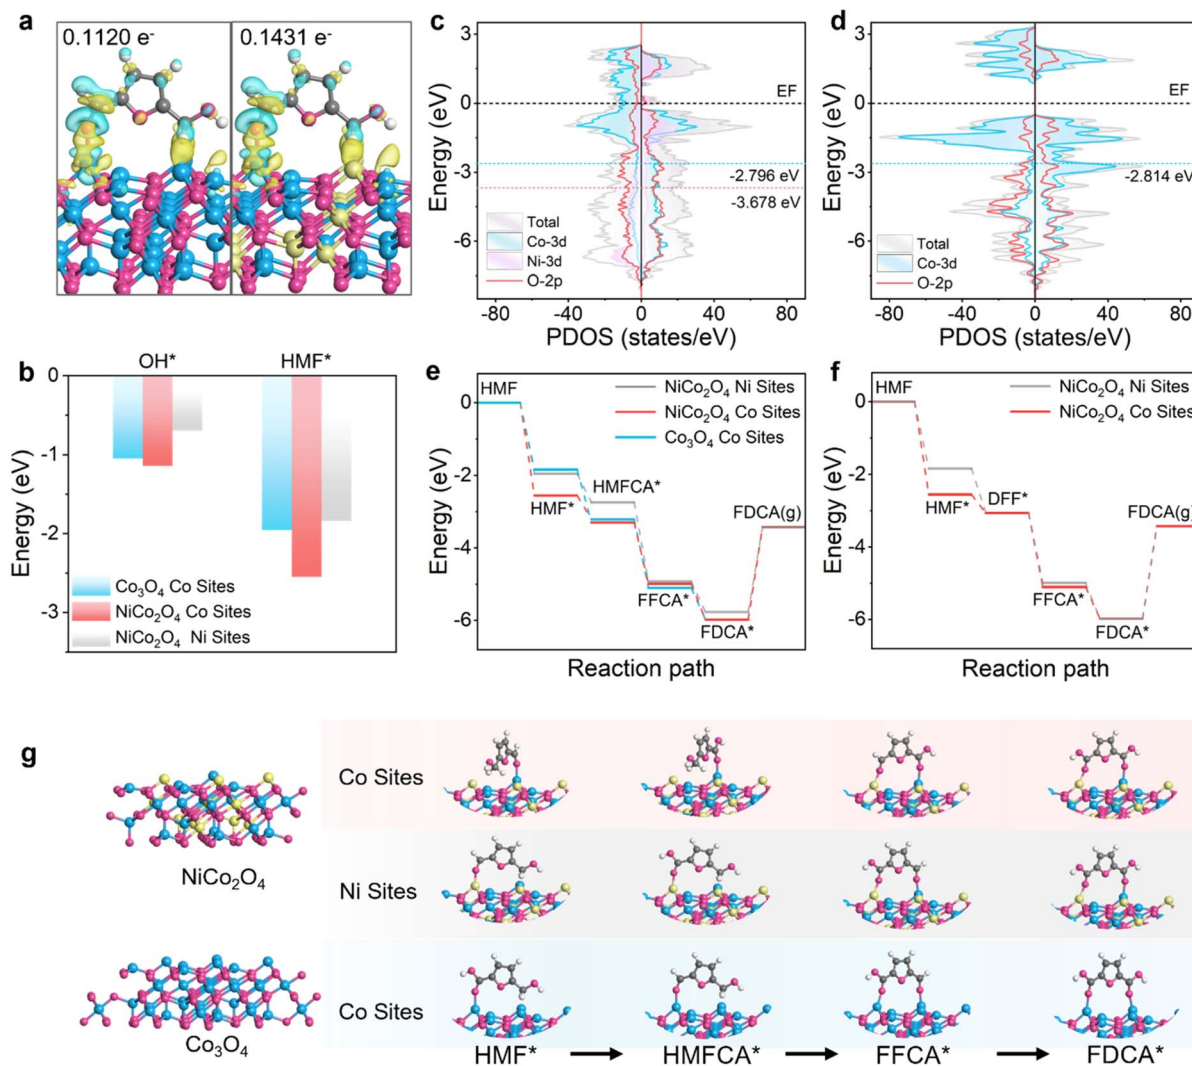 a
0.1120 e-
0.1431 e-
c
3
0
-3
-6
Energy (eV)
EF
-2.796 eV
-3.678 eV
Total
Co-3d
Ni-3d
O-2p
-80
-40
0
40
80
PDOS (states/eV)
d
3
0
-3
-6
Energy (eV)
EF
-2.814 eV
Total
Co-3d
O-2p
-80
-40
0
40
80
PDOS (states/eV)
b
OH*
HMF*
0
-1
-2
-3
Energy (eV)
Co₃O₄ Co Sites
NiCo₂O₄ Co Sites
NiCo₂O₄ Ni Sites
e
HMF
NiCo₂O₄ Ni Sites
NiCo₂O₄ Co Sites
Co₃O₄ Co Sites
0
-2
-4
-6
Energy (eV)
HMFCA*
HMF*
FDCA(g)
FFCA*
FDCA*
Reaction path
f
HMF
NiCo₂O₄ Ni Sites
NiCo₂O₄ Co Sites
0
-2
-4
-6
Energy (eV)
HMF*
DFF*
FDCA(g)
FFCA*
FDCA*
Reaction path
g
NiCo₂O₄
Co₃O₄
Co Sites
Ni Sites
Co Sites
HMF*
HMFCA*
FFCA*
FDCA*